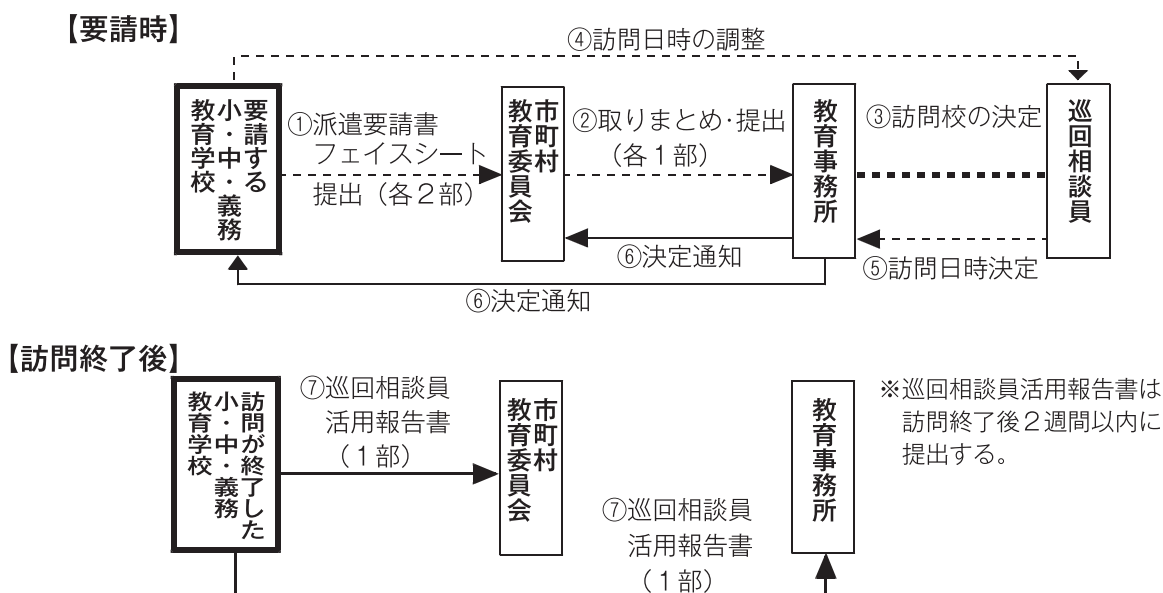 【要請時】
④訪問日時の調整
要請する
小・中・義務
教育学校
①派遣要請書
フェイスシート
提出（各２部）
市町村
教育委員会
②取りまとめ・提出
（各１部）
教育事務所
③訪問校の決定
巡回相談員
⑥決定通知
⑤訪問日時決定
⑥決定通知
【訪問終了後】
訪問が終了した
小・中・義務
教育学校
⑦巡回相談員
活用報告書
（１部）
市町村
教育委員会
⑦巡回相談員
活用報告書
（１部）
教育事務所
※巡回相談員活用報告書は
訪問終了後２週間以内に
提出する。